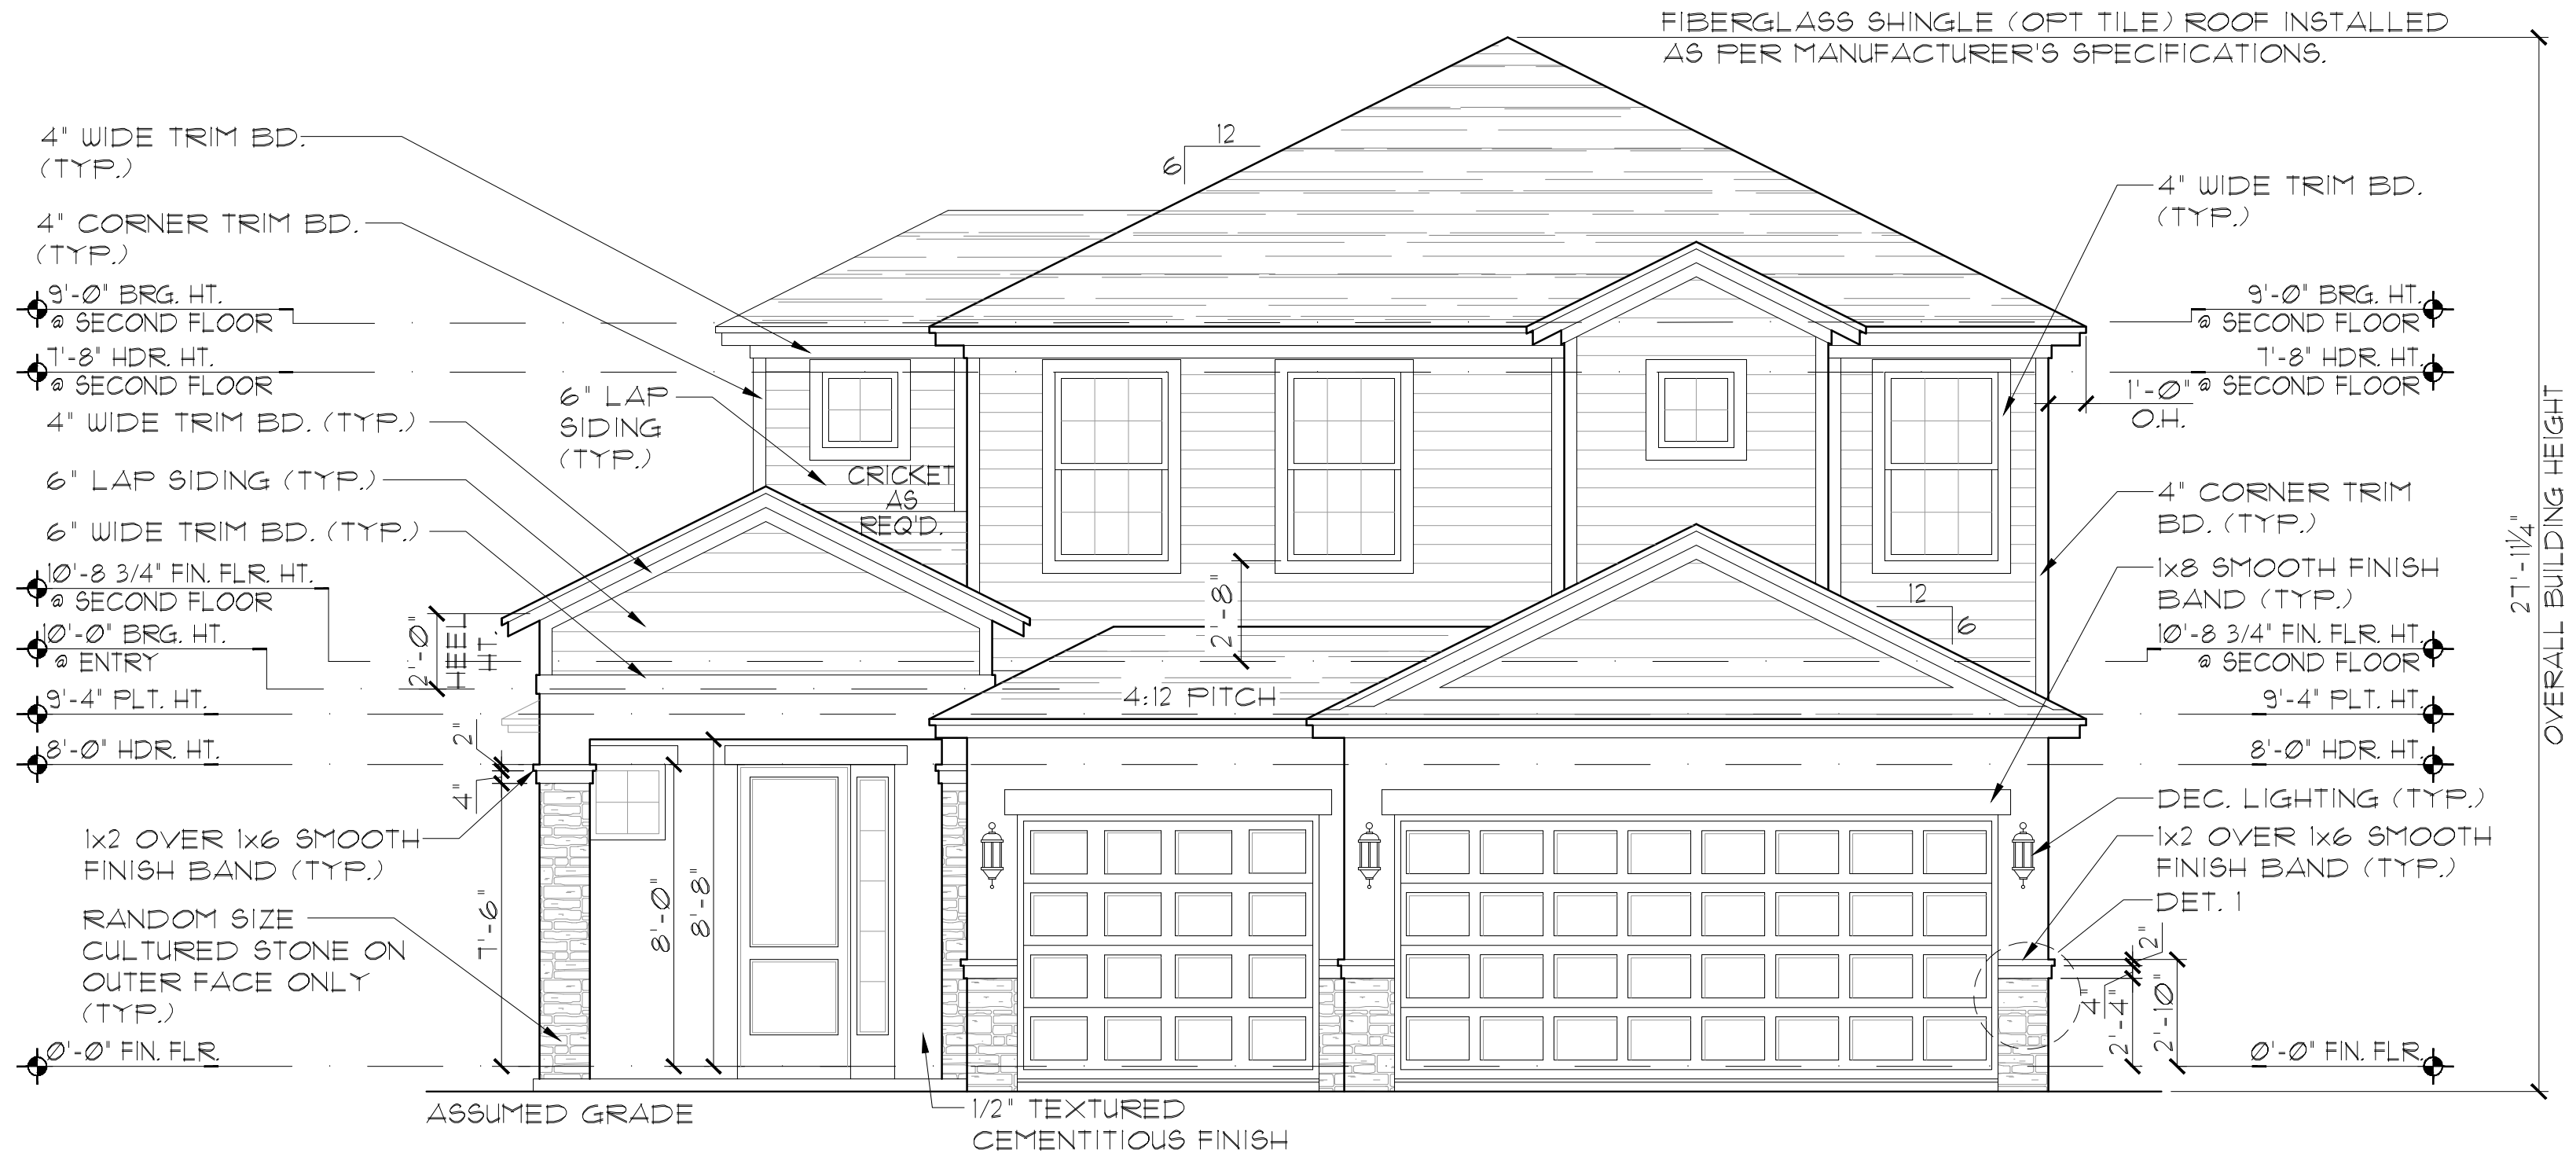 FIBERGLASS SHINGLE (OPT TILE) ROOF INSTALLED
AS PER MANUFACTURER'S SPECIFICATIONS.
12
6
4" WIDE TRIM BD.
(TYP.)
4" CORNER TRIM BD.
(TYP.)
9'-0" BRG. HT.
@ SECOND FLOOR
7'-8" HDR. HT.
@ SECOND FLOOR
4" WIDE TRIM BD. (TYP.)
6" LAP SIDING (TYP.)
6" WIDE TRIM BD. (TYP.)
10'-8 3/4" FIN. FLR. HT.
@ SECOND FLOOR
10'-0" BRG. HT.
@ ENTRY
9'-4" PLT. HT.
8'-0" HDR. HT.
1x2 OVER 1x6 SMOOTH
FINISH BAND (TYP.)
RANDOM SIZE
CULTURED STONE ON
OUTER FACE ONLY
(TYP.)
0'-0" FIN. FLR.
2'-0"
HEEL
HT.
2"
4"
7'-6"
6" LAP
SIDING
(TYP.)
CRICKET
AS
REQ'D.
2'-8"
4:12 PITCH
8'-0"
8'-8"
ASSUMED GRADE
1/2" TEXTURED
CEMENTITIOUS FINISH
12
6
4" WIDE TRIM BD.
(TYP.)
9'-0" BRG. HT.
@ SECOND FLOOR
7'-8" HDR. HT.
@ SECOND FLOOR
1'-0"
O.H.
4" CORNER TRIM
BD. (TYP.)
1x8 SMOOTH FINISH
BAND (TYP.)
10'-8 3/4" FIN. FLR. HT.
@ SECOND FLOOR
9'-4" PLT. HT.
8'-0" HDR. HT.
DEC. LIGHTING (TYP.)
1x2 OVER 1x6 SMOOTH
FINISH BAND (TYP.)
DET. 1
2"
4"
2'-4"
2'-10"
0'-0" FIN. FLR.
27'-11¼"
OVERALL BUILDING HEIGHT